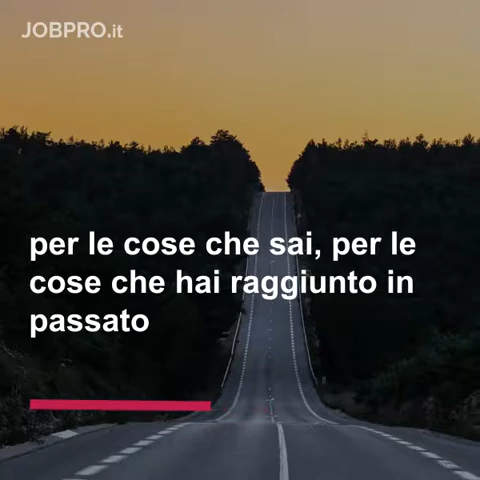 JOBPRO.it
per le cose che sai, per le
cose che hai raggiunto in
passato